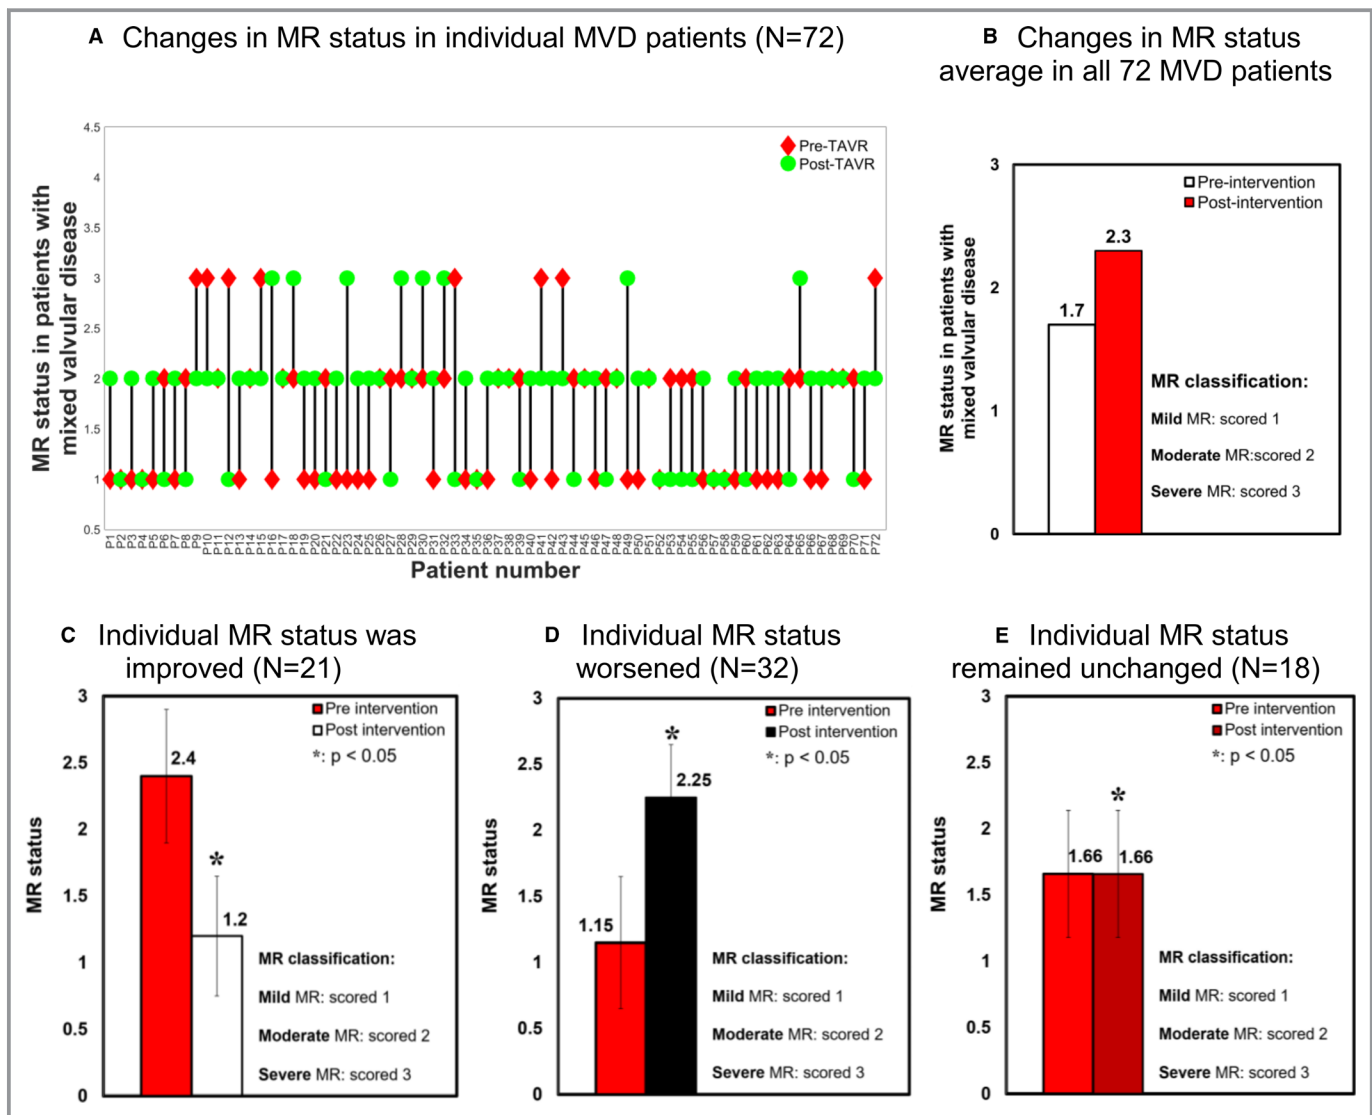 A Changes in MR status in individual MVD patients (N=72)
MR status in patients with
mixed valvular disease
4.5
4
3.5
3
2.5
2
1.5
1
0.5
Pre-TAVR
Post-TAVR
P1 P2 P3 P4 P5 P6 P7 P8 P9 P10 P11 P12 P13 P14 P15 P16 P17 P18 P19 P20 P21 P22 P23 P24 P25 P26 P27 P28 P29 P30 P31 P32 P33 P34 P35 P36 P37 P38 P39 P40 P41 P42 P43 P44 P45 P46 P47 P48 P49 P50 P51 P52 P53 P54 P55 P56 P57 P58 P59 P60 P61 P62 P63 P64 P65 P66 P67 P68 P69 P70 P71 P72
Patient number
B Changes in MR status
average in all 72 MVD patients
MR status in patients with
mixed valvular disease
3
2
1
0
Pre-intervention
Post-intervention
1.7
2.3
MR classification:
Mild MR: scored 1
Moderate MR:scored 2
Severe MR: scored 3
C Individual MR status was
improved (N=21)
MR status
3
2.5
2
1.5
1
0.5
0
Pre intervention
Post intervention
*: p < 0.05
2.4
*
1.2
MR classification:
Mild MR: scored 1
Moderate MR: scored 2
Severe MR: scored 3
D Individual MR status
worsened (N=32)
MR status
3
2.5
2
1.5
1
0.5
0
Pre intervention
Post intervention
*: p < 0.05
1.15
*
2.25
MR classification:
Mild MR: scored 1
Moderate MR: scored 2
Severe MR: scored 3
E Individual MR status
remained unchanged (N=18)
MR status
3
2.5
2
1.5
1
0.5
0
Pre intervention
Post intervention
*: p < 0.05
1.66
*
1.66
MR classification:
Mild MR: scored 1
Moderate MR: scored 2
Severe MR: scored 3